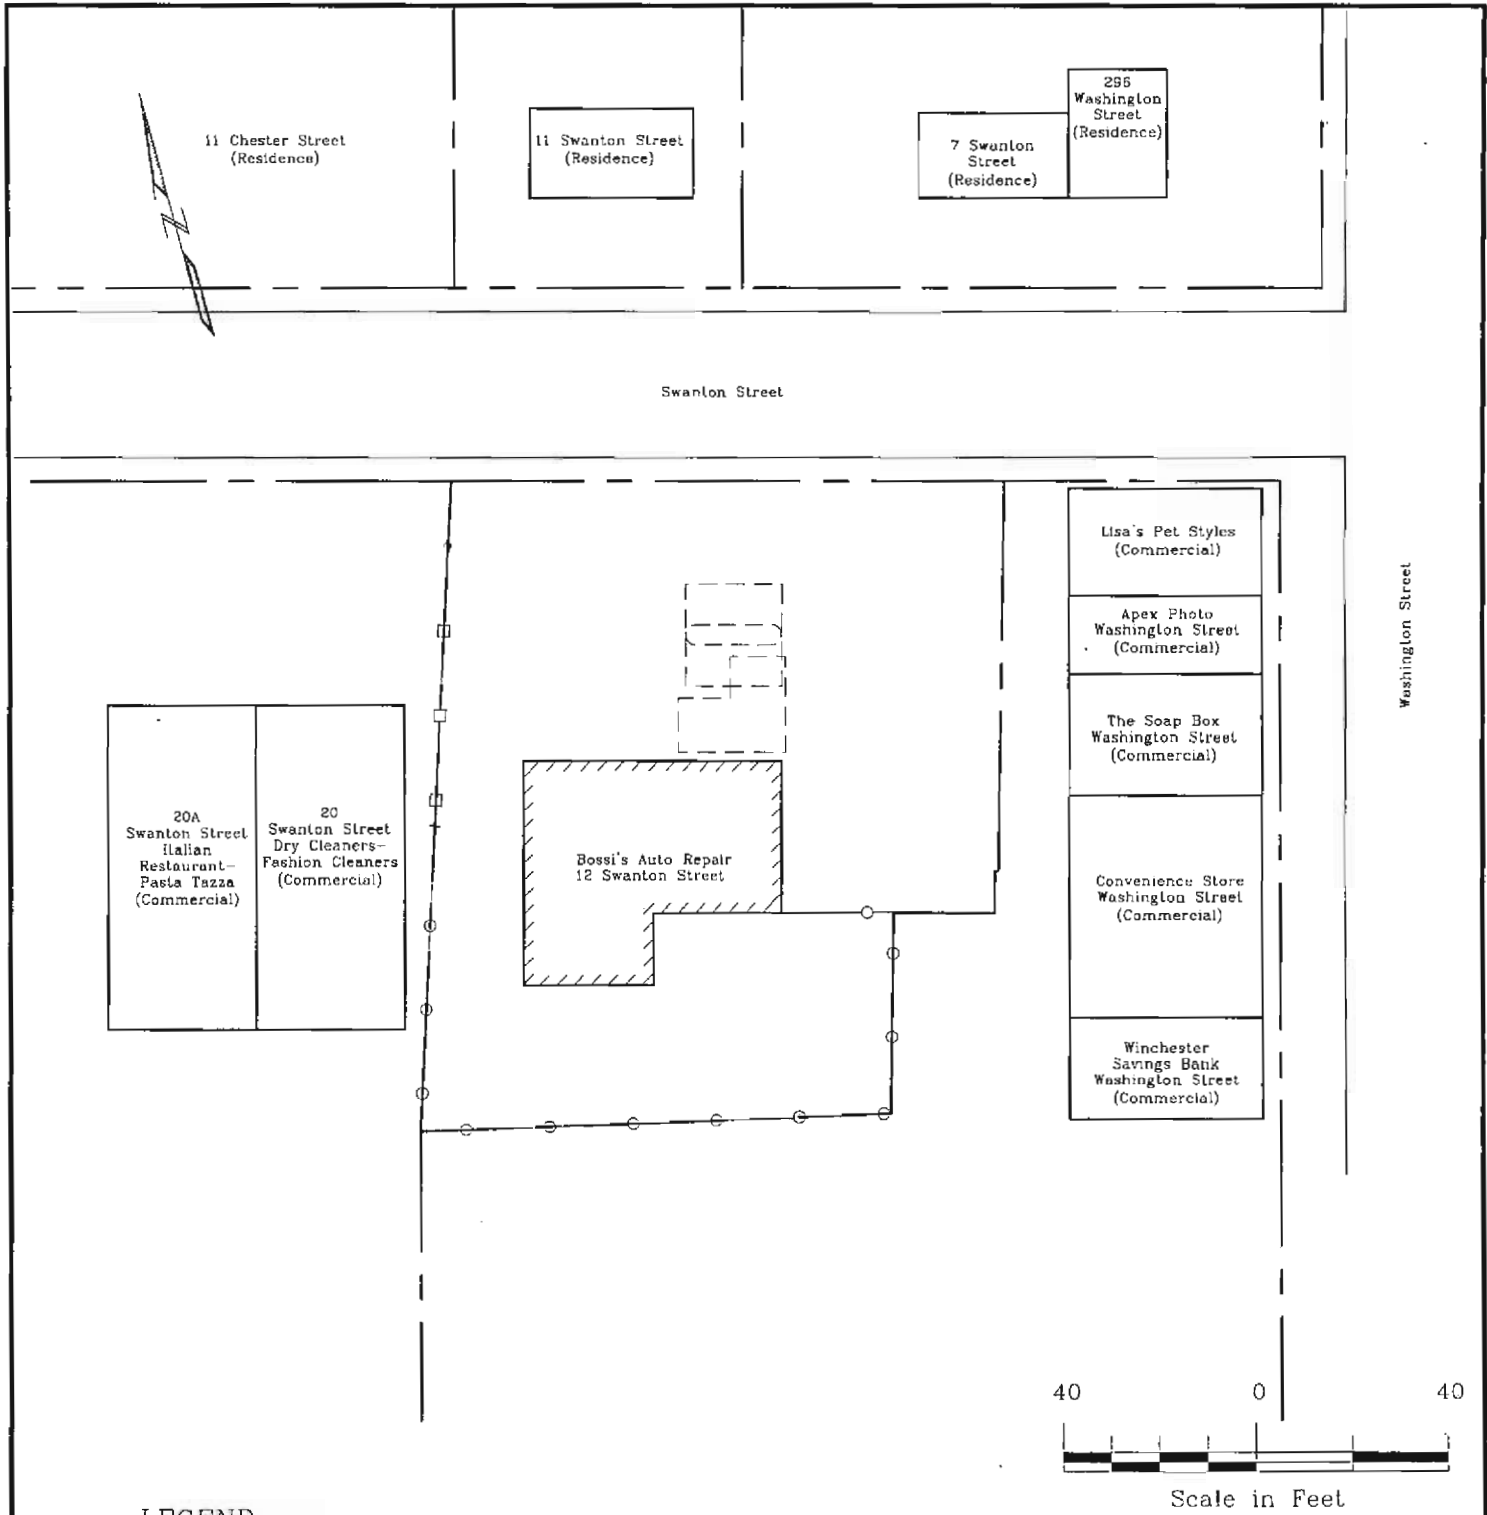 11 Chester Street
(Residence)
11 Swanton Street
(Residence)
7 Swanton
Street
(Residence)
296
Washington
Street
(Residence)
N
Swanton Street
Lisa's Pet Styles
(Commercial)
Apex Photo
Washington Street
(Commercial)
The Soap Box
Washington Street
(Commercial)
Convenience Store
Washington Street
(Commercial)
Winchester
Savings Bank
Washington Street
(Commercial)
Washington Street
20A
Swanton Street
Italian
Restaurant-
Pasta Tazza
(Commercial)
20
Swanton Street
Dry Cleaners-
Fashion Cleaners
(Commercial)
Bossi's Auto Repair
12 Swanton Street
40 0 40
Scale in Feet
LEGEND